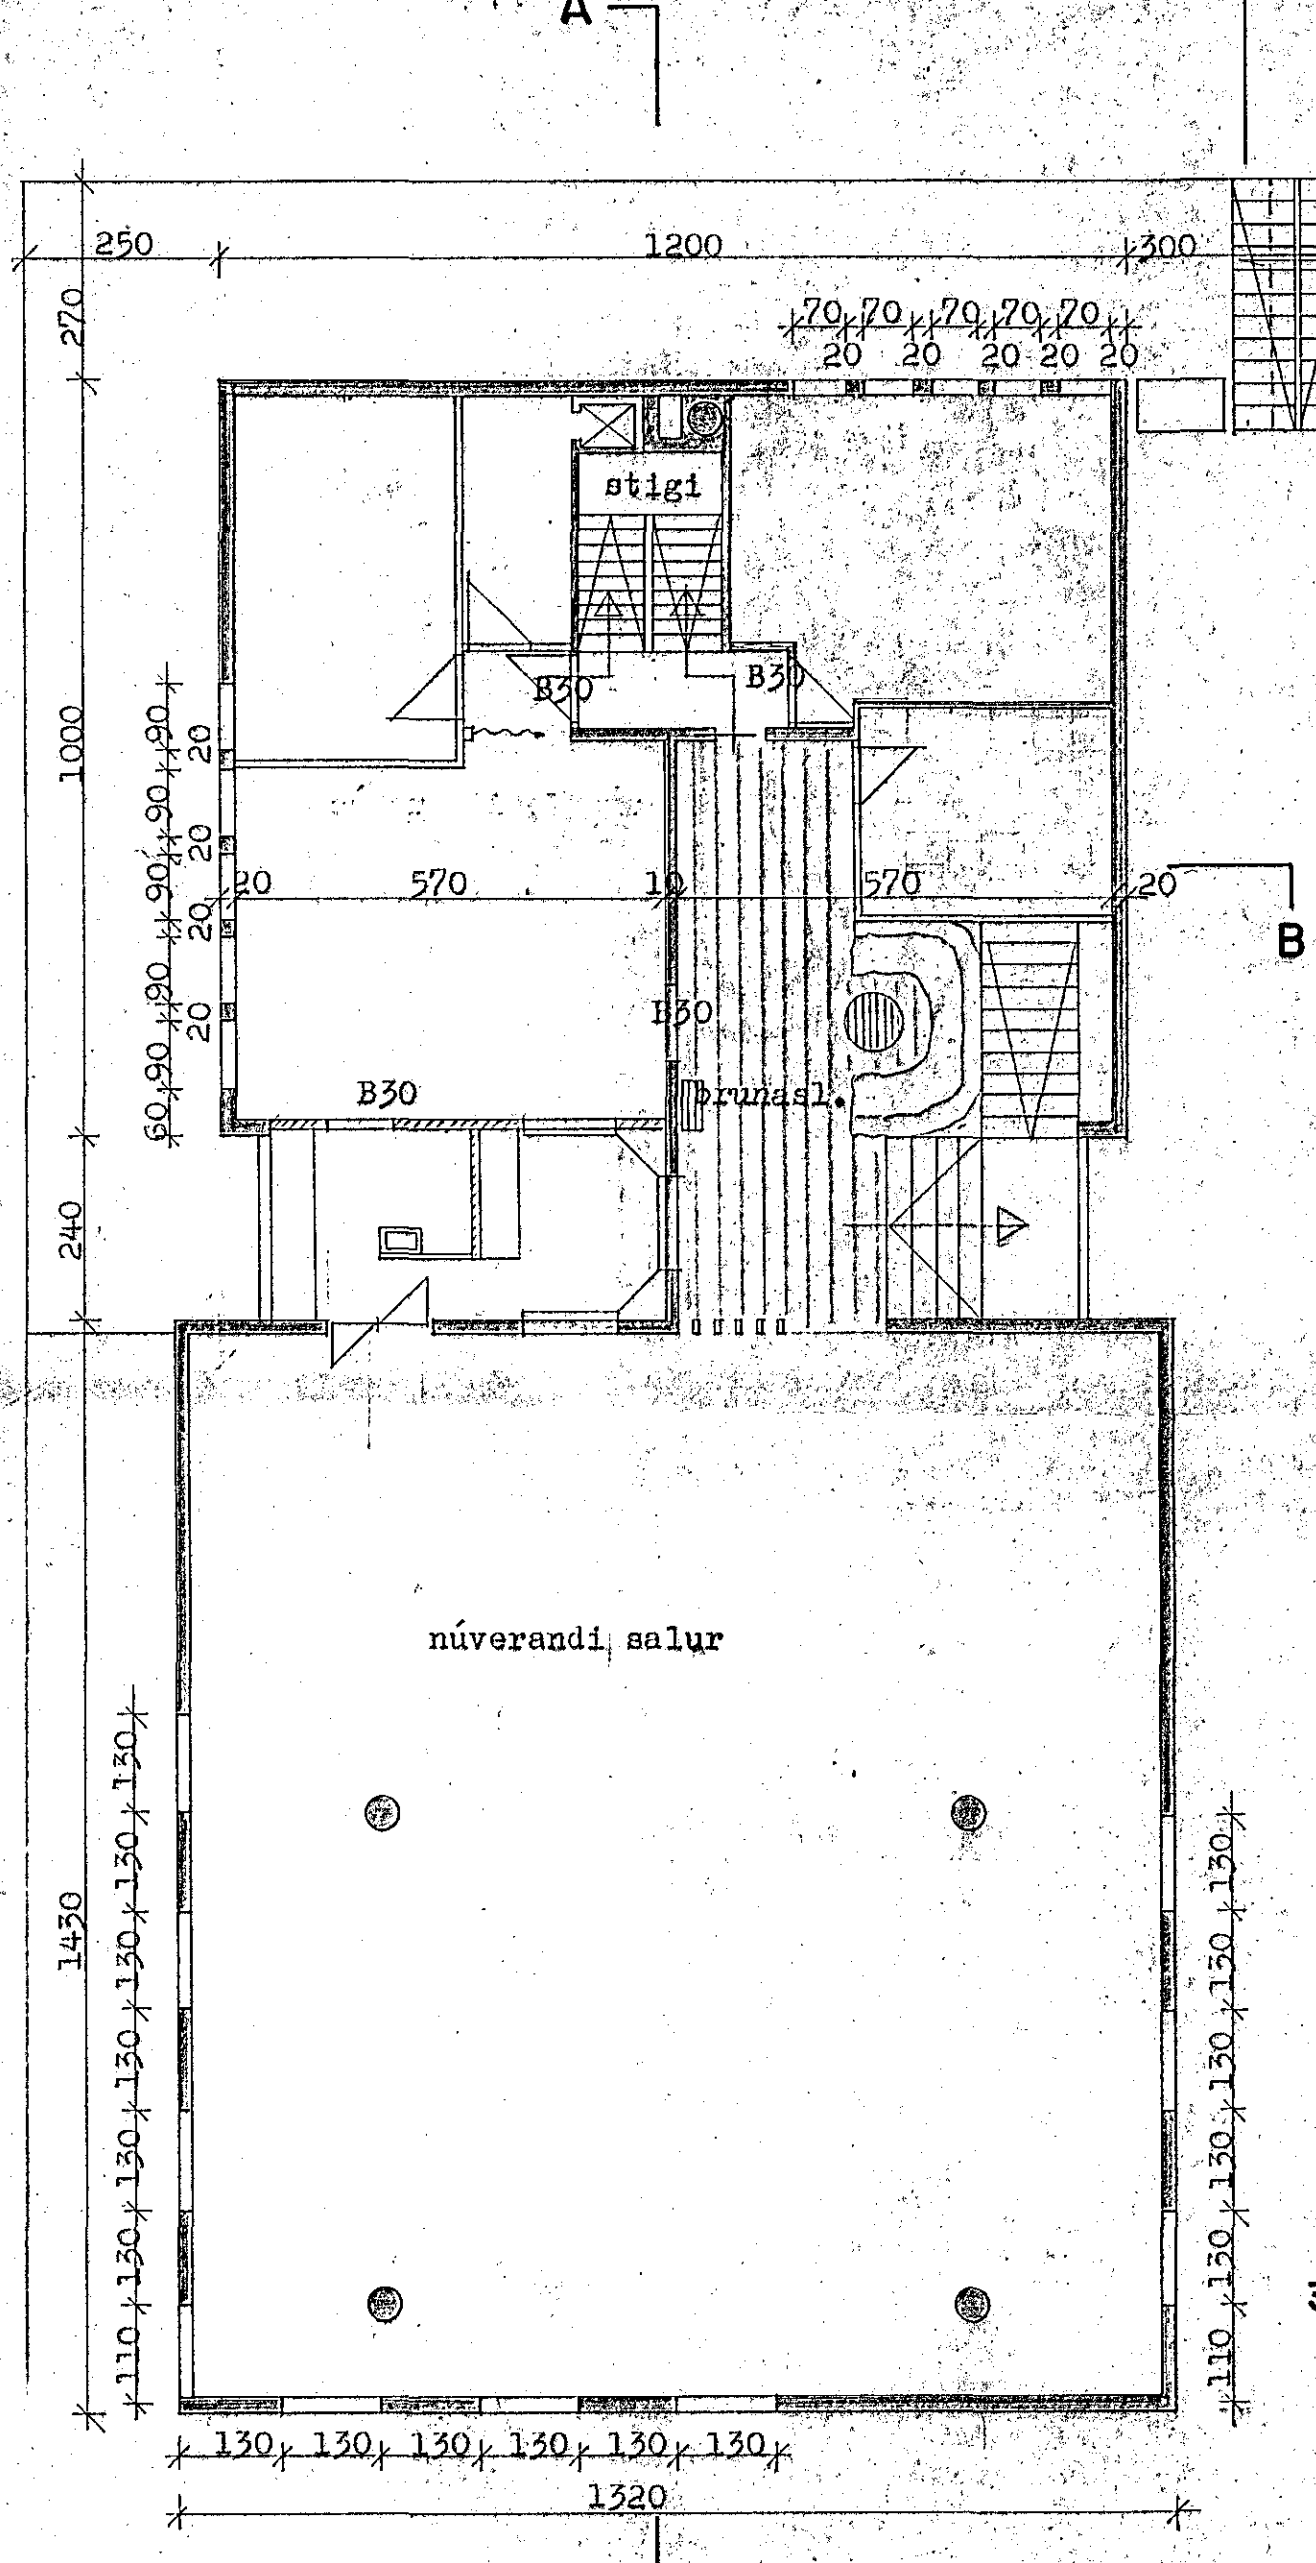 A
250 1200 300
270
70 70 70 70 70
20 20 20 20 20
stigi
B30 B30
1000
90 90 90 90 90 60
20 20 20 20
20 570 10 570 20
B
B30
B30 brunasl.
240
núverandi salur
1430
130 130 130 130 130 130 110
130 130 130 130 130 110
130 130 130 130 130 130
1320